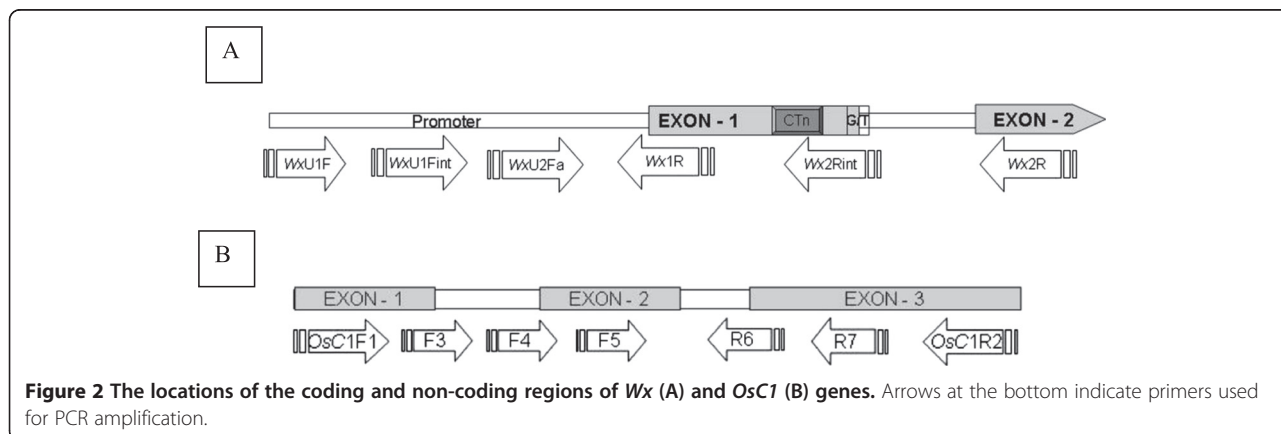 A
Promoter EXON - 1 CTn G/T EXON - 2
WxU1F WxU1Fint WxU2Fa Wx1R Wx2Rint Wx2R
B
EXON - 1 EXON - 2 EXON - 3
OsC1F1 F3 F4 F5 R6 R7 OsC1R2
Figure 2 The locations of the coding and non-coding regions of Wx (A) and OsC1 (B) genes. Arrows at the bottom indicate primers used
for PCR amplification.